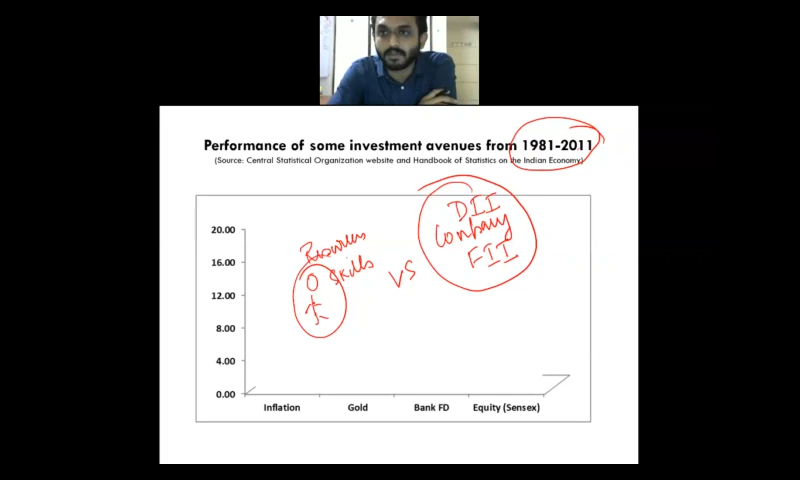 Performance of some investment avenues from 1981-2011
(Source: Central Statistical Organization website and Handbook of Statistics on the Indian Economy)
20.00
16.00
12.00
8.00
4.00
0.00
Inflation Gold Bank FD Equity (Sensex)
Skills
VS
DII
Company
FII